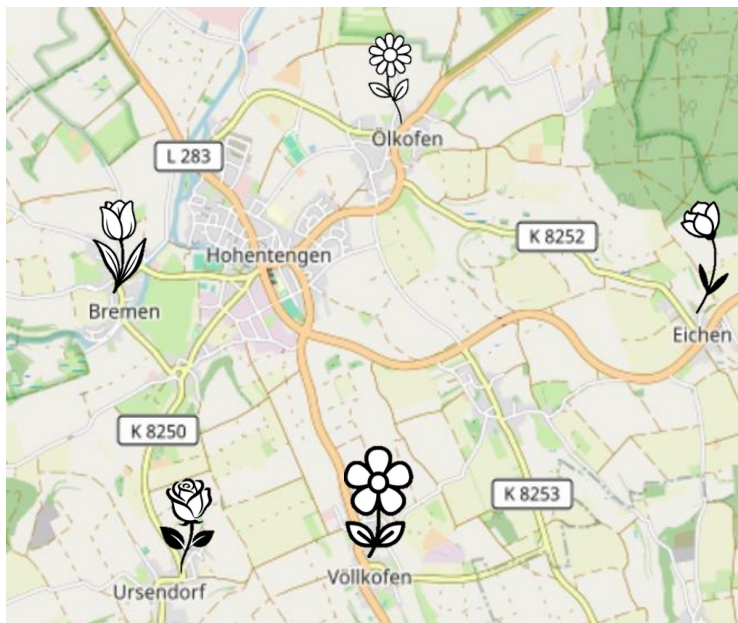 Ölkofen
L 283
K 8252
Hohentengen
Bremen
Eichen
K 8250
K 8253
Völlkofen
Ursendorf